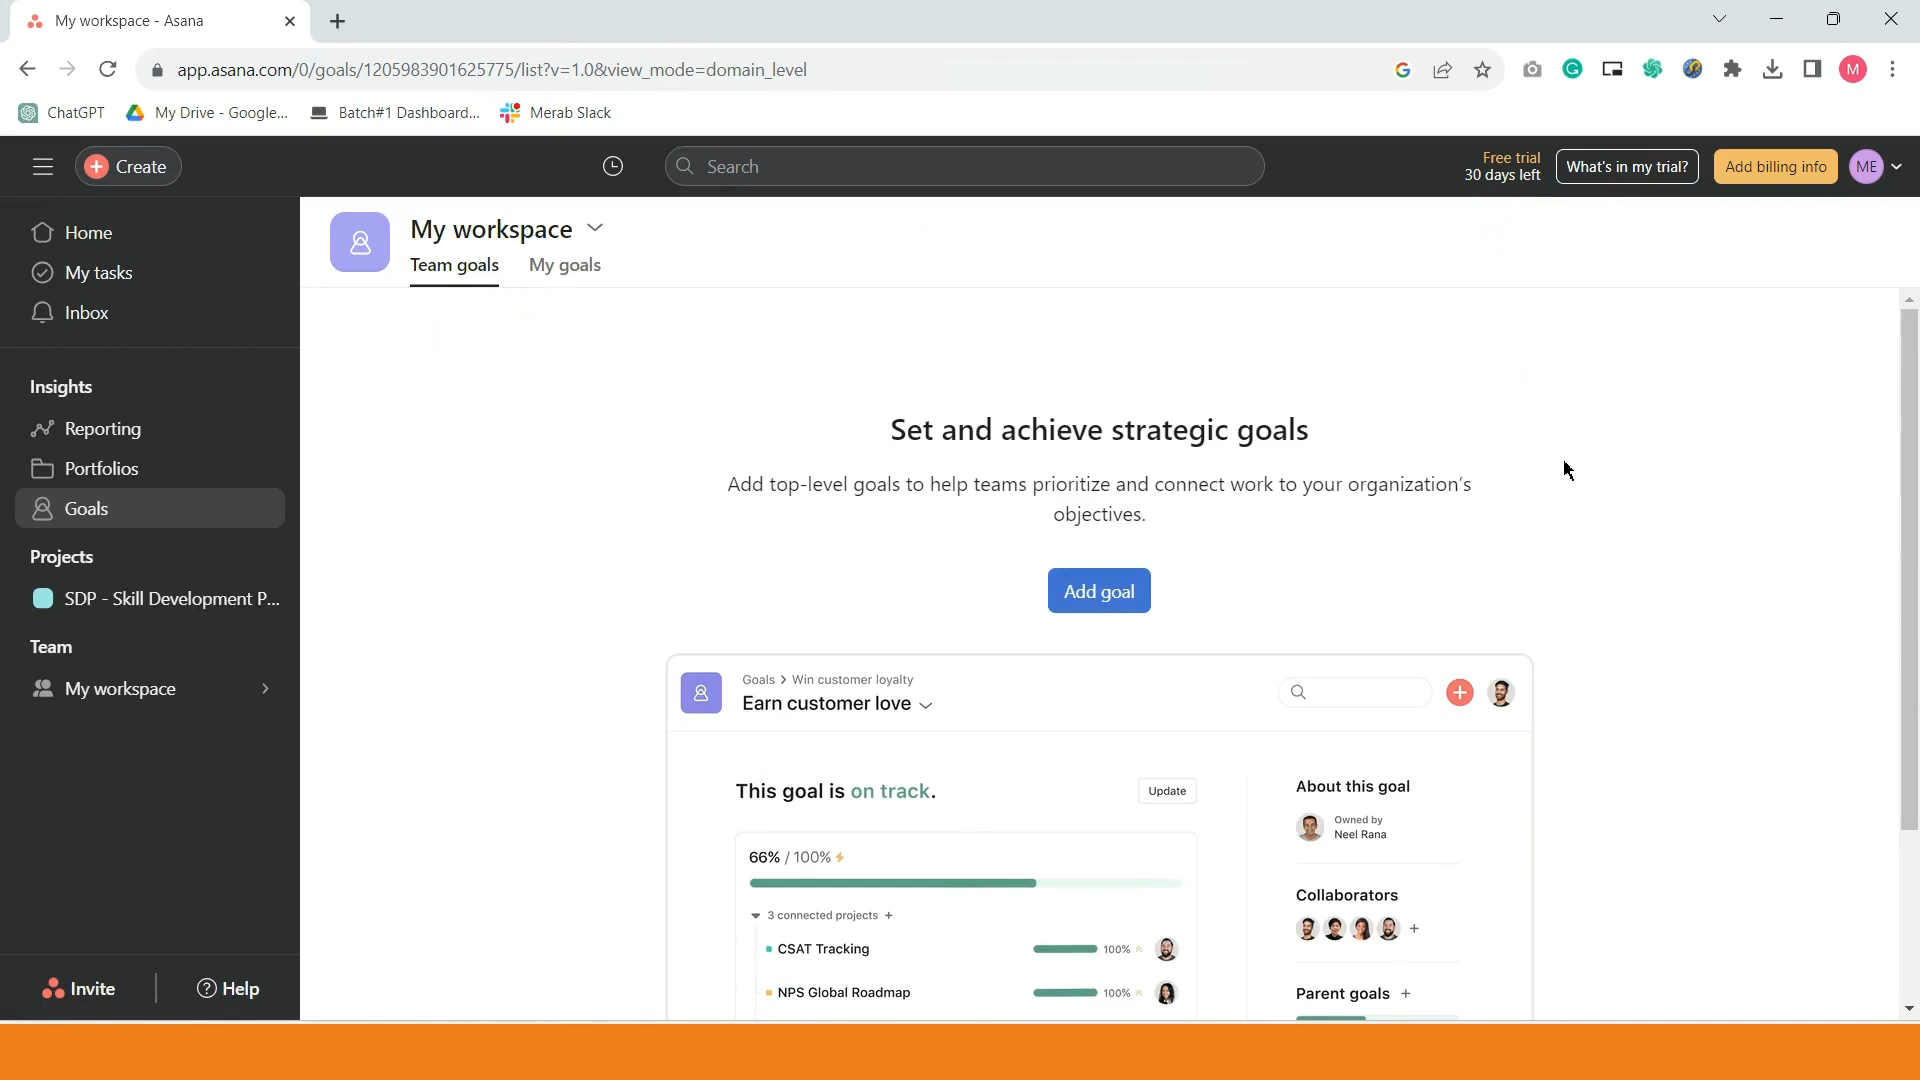 My workspace - Asana
app.asana.com/0/goals/1205983901625775/list?v=1.0&view_mode=domain_level
M
ChatGPT
My Drive - Google...
Batch#1 Dashboard...
Merab Slack
Create
Search
Free trial
30 days left
What's in my trial?
Add billing info
ME
Home
My tasks
Inbox
Insights
Reporting
Portfolios
Goals
Projects
SDP - Skill Development P...
Team
My workspace
Invite
Help
My workspace
Team goals
My goals
Set and achieve strategic goals
Add top-level goals to help teams prioritize and connect work to your organization's
objectives.
Add goal
Goals > Win customer loyalty
Earn customer love
This goal is on track.
Update
66% / 100%
3 connected projects +
CSAT Tracking
100%
NPS Global Roadmap
100%
About this goal
Owned by
Neel Rana
Collaborators
+
Parent goals +